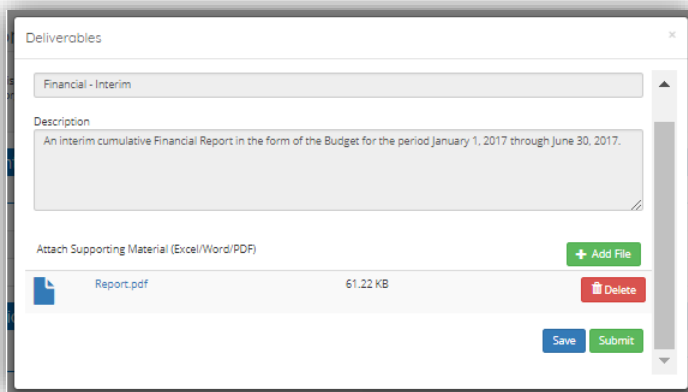 Deliverables
×
Financial - Interim
Description
An interim cumulative Financial Report in the form of the Budget for the period January 1, 2017 through June 30, 2017.
Attach Supporting Material (Excel/Word/PDF)
+ Add File
Report.pdf 61.22 KB Delete
Save Submit